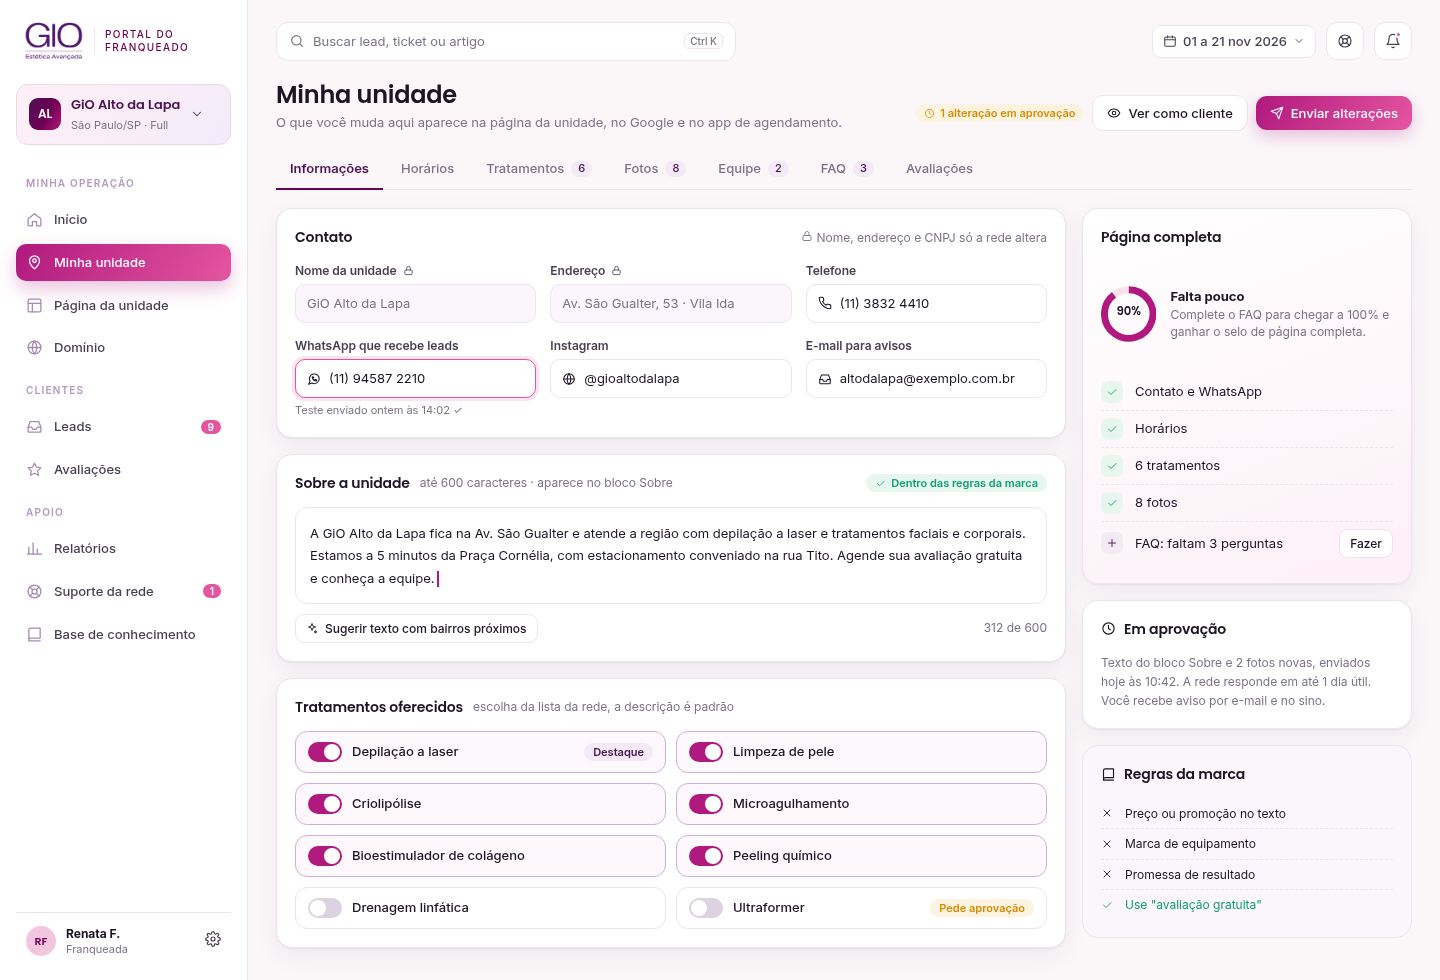 GIO
Estética Avançada
PORTAL DO
FRANQUEADO
AL
GiO Alto da Lapa
São Paulo/SP · Full
MINHA OPERAÇÃO
Início
Minha unidade
Página da unidade
Domínio
CLIENTES
Leads
9
Avaliações
APOIO
Relatórios
Suporte da rede
1
Base de conhecimento
RF
Renata F.
Franqueada
Buscar lead, ticket ou artigo
Ctrl K
01 a 21 nov 2026
Minha unidade
O que você muda aqui aparece na página da unidade, no Google e no app de agendamento.
1 alteração em aprovação
Ver como cliente
Enviar alterações
Informações
Horários
Tratamentos 6
Fotos 8
Equipe 2
FAQ 3
Avaliações
Contato
Nome, endereço e CNPJ só a rede altera
Nome da unidade
Endereço
Telefone
GiO Alto da Lapa
Av. São Gualter, 53 · Vila Ida
(11) 3832 4410
WhatsApp que recebe leads
Instagram
E-mail para avisos
(11) 94587 2210
@gioaltodalapa
altodalapa@exemplo.com.br
Teste enviado ontem às 14:02 ✓
Sobre a unidade
até 600 caracteres · aparece no bloco Sobre
Dentro das regras da marca
A GiO Alto da Lapa fica na Av. São Gualter e atende a região com depilação a laser e tratamentos faciais e corporais.
Estamos a 5 minutos da Praça Cornélia, com estacionamento conveniado na rua Tito. Agende sua avaliação gratuita
e conheça a equipe.
Sugerir texto com bairros próximos
312 de 600
Tratamentos oferecidos
escolha da lista da rede, a descrição é padrão
Depilação a laser
Destaque
Limpeza de pele
Criolipólise
Microagulhamento
Bioestimulador de colágeno
Peeling químico
Drenagem linfática
Ultraformer
Pede aprovação
Página completa
90%
Falta pouco
Complete o FAQ para chegar a 100% e
ganhar o selo de página completa.
Contato e WhatsApp
Horários
6 tratamentos
8 fotos
FAQ: faltam 3 perguntas
Fazer
Em aprovação
Texto do bloco Sobre e 2 fotos novas, enviados
hoje às 10:42. A rede responde em até 1 dia útil.
Você recebe aviso por e-mail e no sino.
Regras da marca
Preço ou promoção no texto
Marca de equipamento
Promessa de resultado
Use "avaliação gratuita"